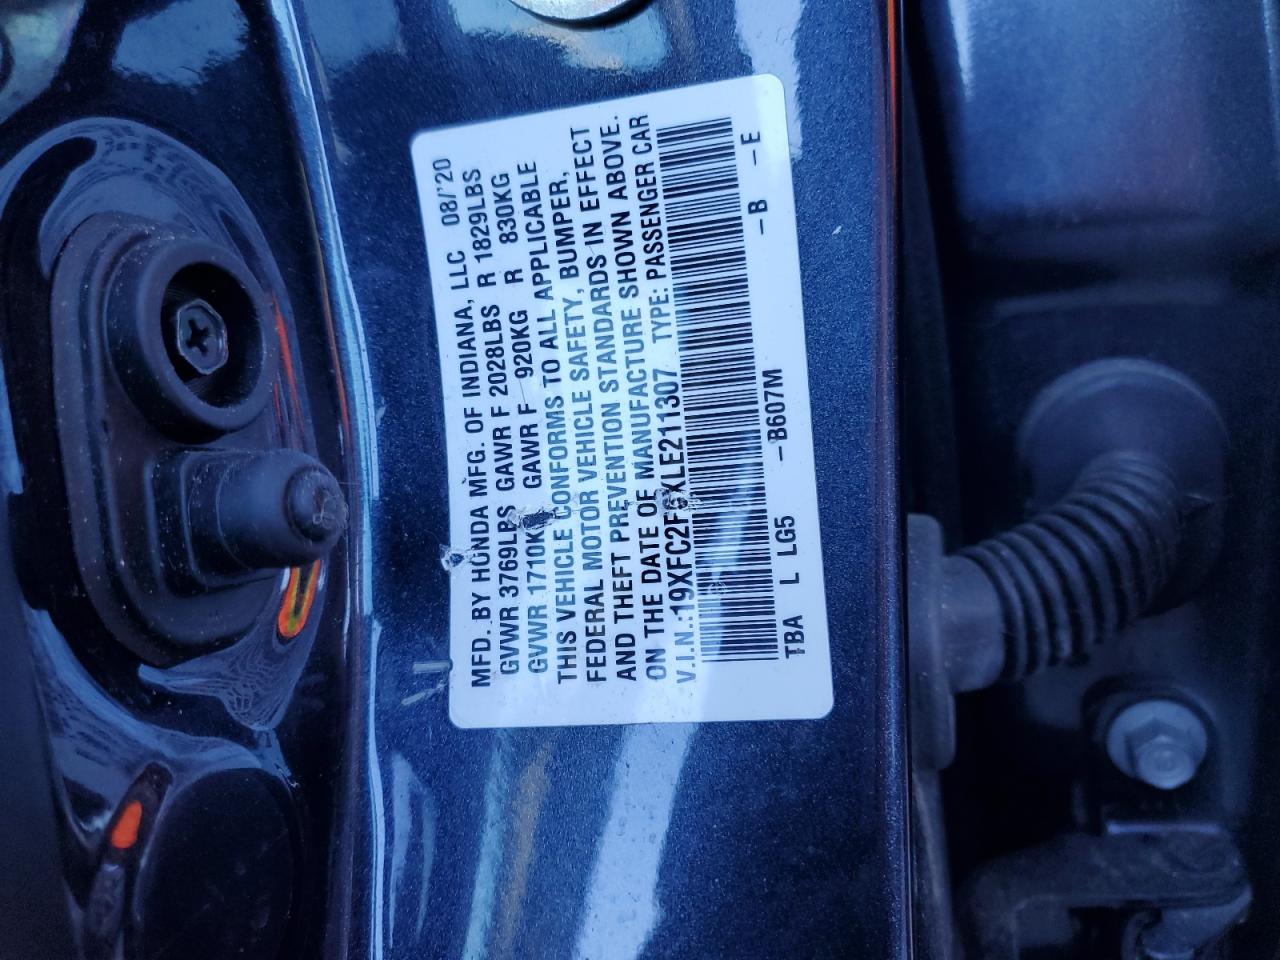 MFD. BY HONDA MFG. OF INDIANA, LLC 08/'20
GVWR 3769LBS GAWR F 2028LBS R 1829LBS
GVWR 1710KG GAWR F 920KG R 830KG
THIS VEHICLE CONFORMS TO ALL APPLICABLE
FEDERAL MOTOR VEHICLE SAFETY, BUMPER,
AND THEFT PREVENTION STANDARDS IN EFFECT
ON THE DATE OF MANUFACTURE SHOWN ABOVE.
V.I.N.: TYPE: PASSENGER CAR
TBA L LG5 -B607M -B -E